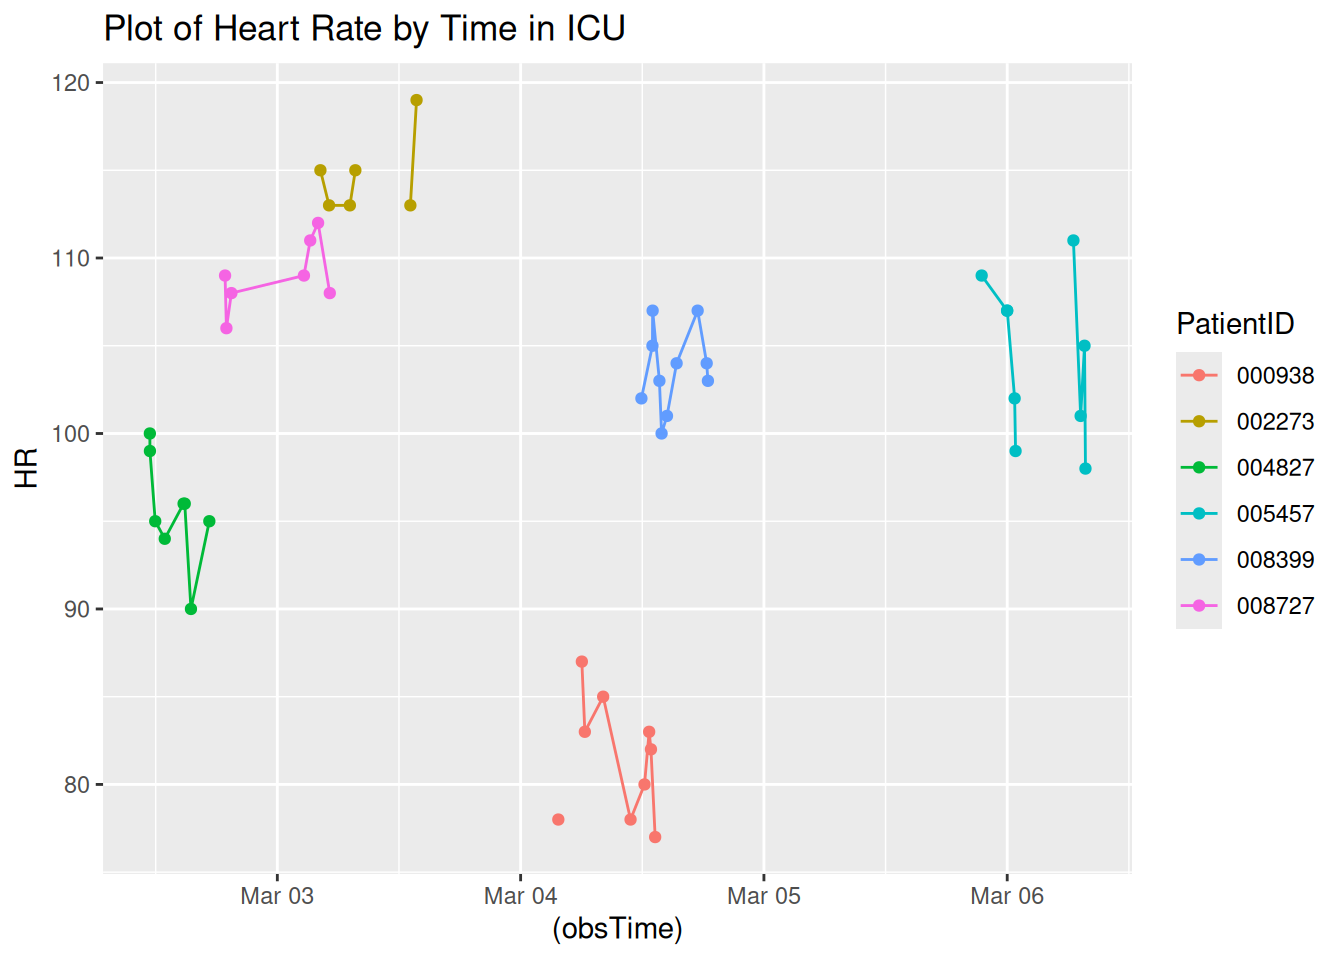 Plot of Heart Rate by Time in ICU
120
110
100
90
80
HR
Mar 03
Mar 04
Mar 05
Mar 06
(obsTime)
PatientID
000938
002273
004827
005457
008399
008727